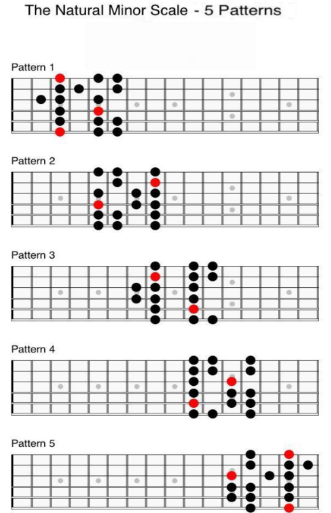 The Natural Minor Scale - 5 Patterns
Pattern 1
Pattern 2
Pattern 3
Pattern 4
Pattern 5